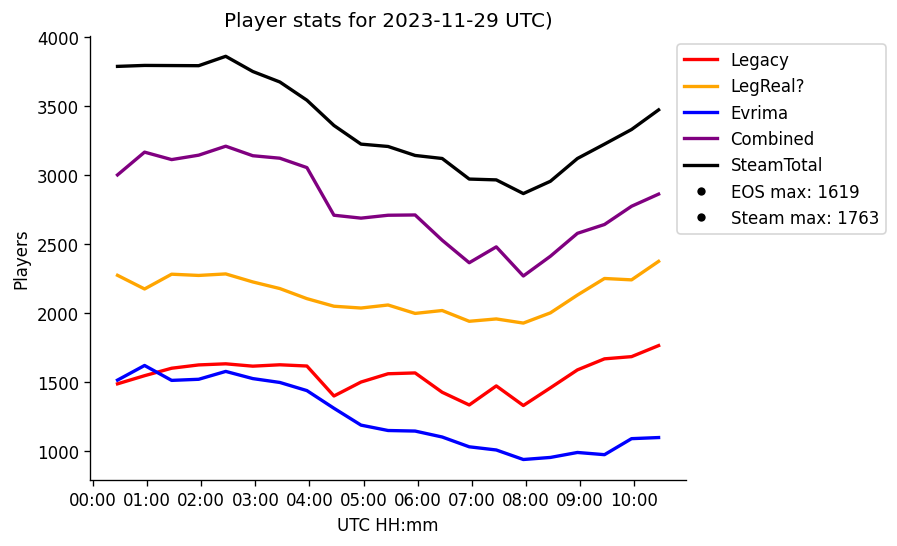 Player stats for 2023-11-29 UTC)
4000
3500
3000
2500
2000
1500
1000
Players
00:00 01:00 02:00 03:00 04:00 05:00 06:00 07:00 08:00 09:00 10:00
UTC HH:mm
Legacy
LegReal?
Evrima
Combined
SteamTotal
EOS max: 1619
Steam max: 1763